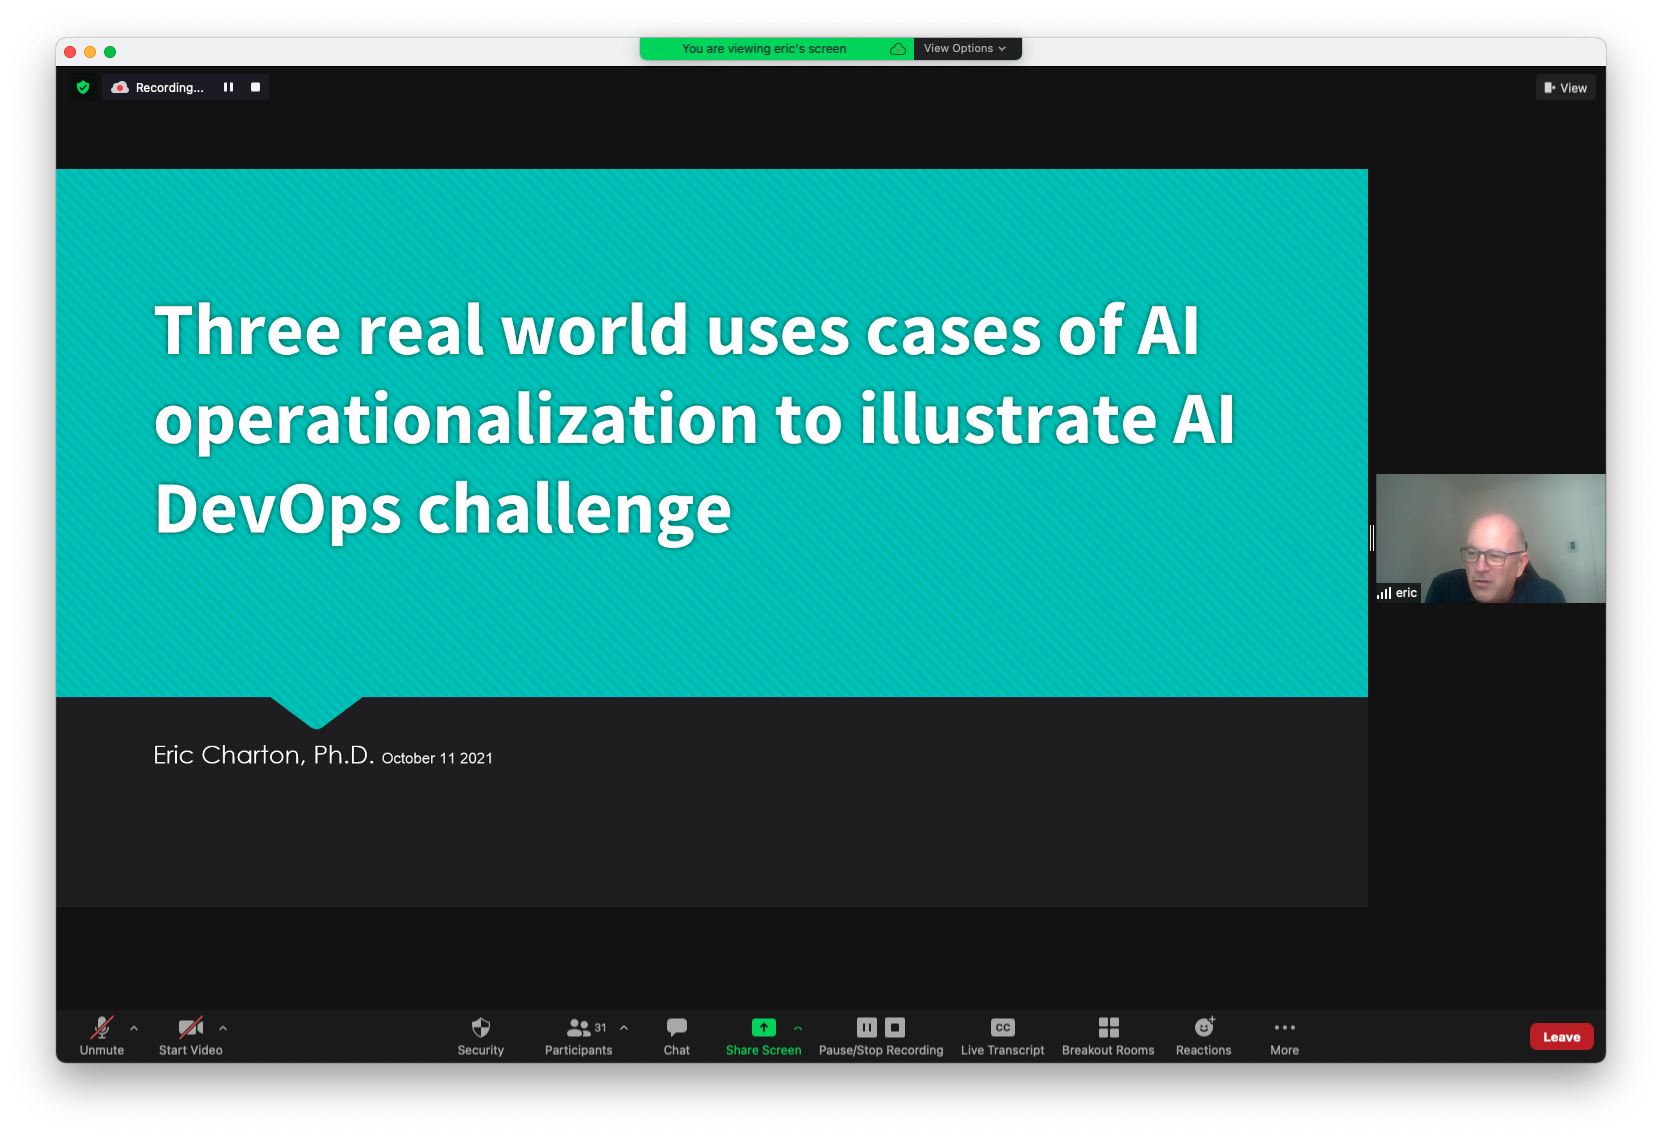 You are viewing eric's screen
View Options
Recording...
View
Three real world uses cases of AI
operationalization to illustrate AI
DevOps challenge
eric
Eric Charton, Ph.D. October 11 2021
Unmute
Start Video
Security
31
Participants
Chat
Share Screen
Pause/Stop Recording
CC
Live Transcript
Breakout Rooms
Reactions
More
Leave